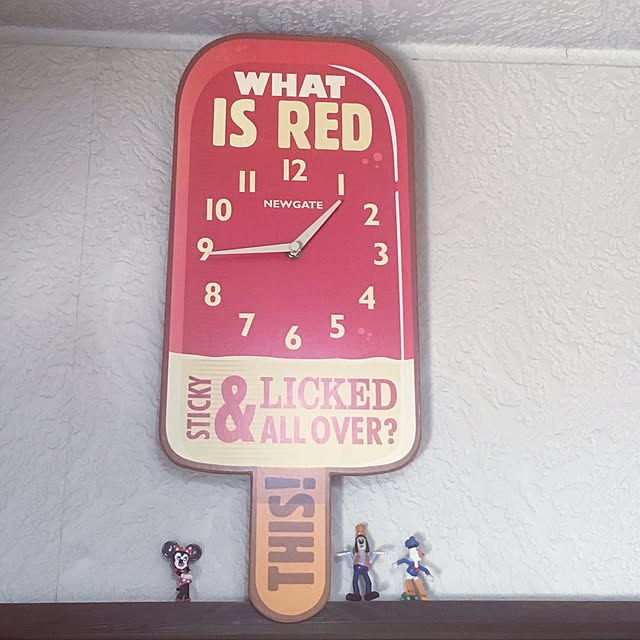 WHAT
IS RED
12
11
1
NEWGATE
10
2
9
3
8
4
7
5
6
STICKY
&
LICKED
ALL OVER?
THIS!